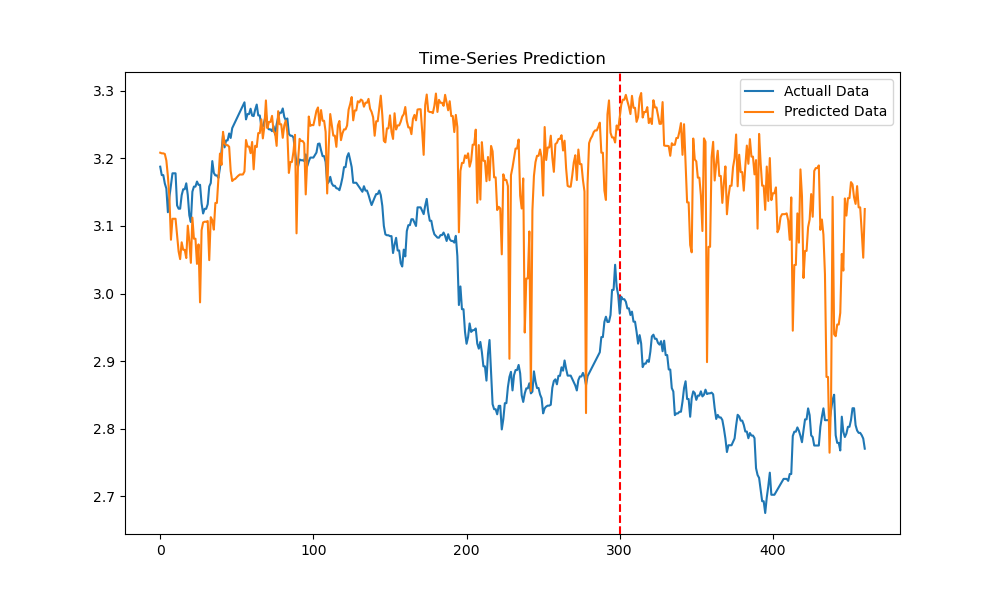 Time-Series Prediction
Actuall Data
Predicted Data
3.3
3.2
3.1
3.0
2.9
2.8
2.7
0 100 200 300 400